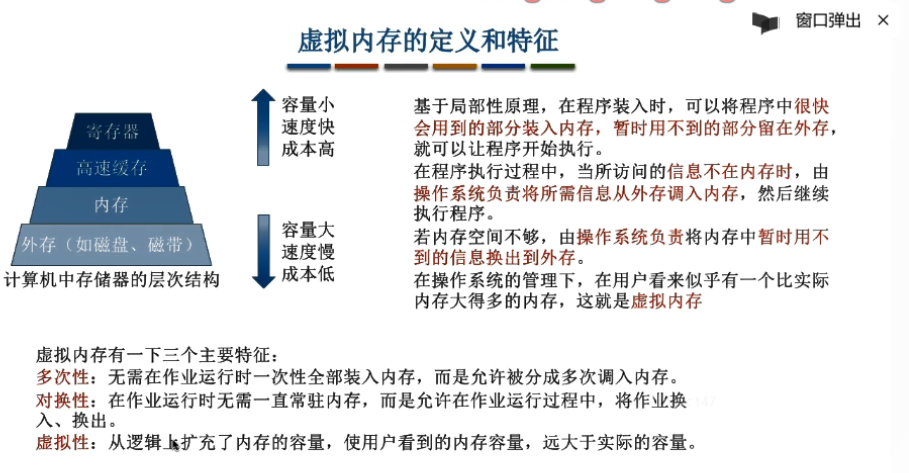 窗口弹出
虚拟内存的定义和特征
寄存器
高速缓存
内存
外存（如磁盘、磁带）
计算机中存储器的层次结构
容量小
速度快
成本高
容量大
速度慢
成本低
基于局部性原理，在程序装入时，可以将程序中很快
会用到的部分装入内存，暂时用不到的部分留在外存，
就可以让程序开始执行。
在程序执行过程中，当所访问的信息不在内存时，由
操作系统负责将所需信息从外存调入内存，然后继续
执行程序。
若内存空间不够，由操作系统负责将内存中暂时用不
到的信息换出到外存。
在操作系统的管理下，在用户看来似乎有一个比实际
内存大得多的内存，这就是虚拟内存
虚拟内存有一下三个主要特征：
多次性：无需在作业运行时一次性全部装入内存，而是允许被分成多次调入内存。
对换性：在作业运行时无需一直常驻内存，而是允许在作业运行过程中，将作业换
入、换出。
虚拟性：从逻辑上扩充了内存的容量，使用户看到的内存容量，远大于实际的容量。